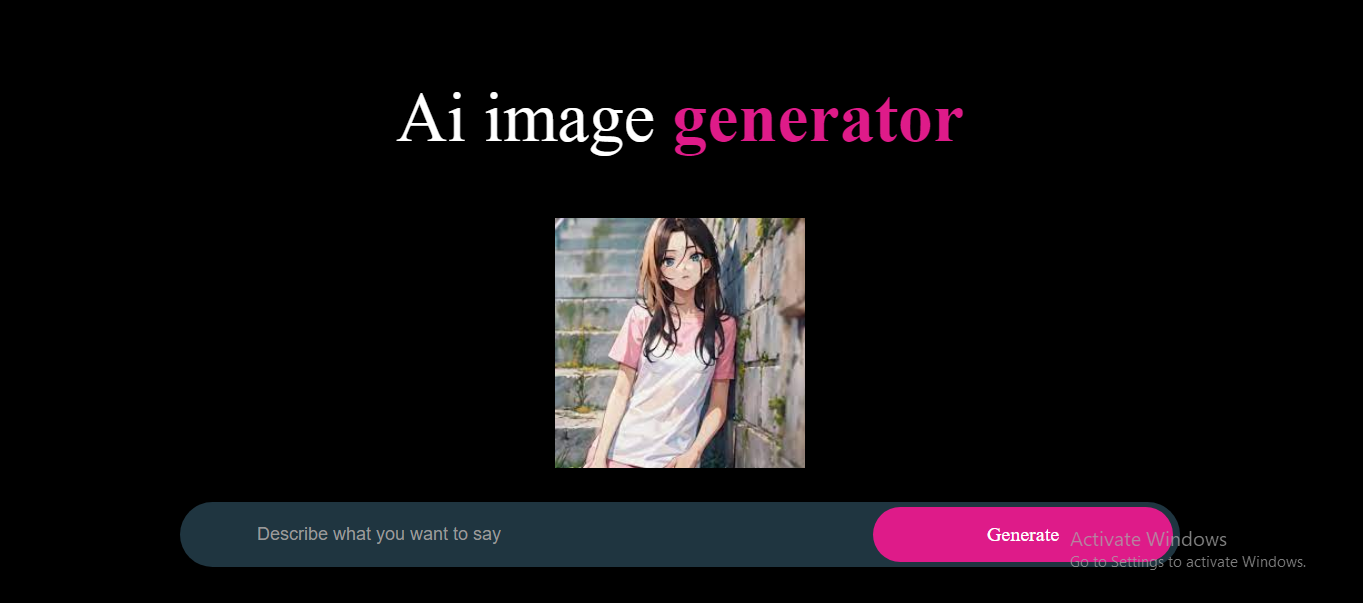 Ai image generator
Describe what you want to say
Generate
Activate Windows
Go to Settings to activate Windows.